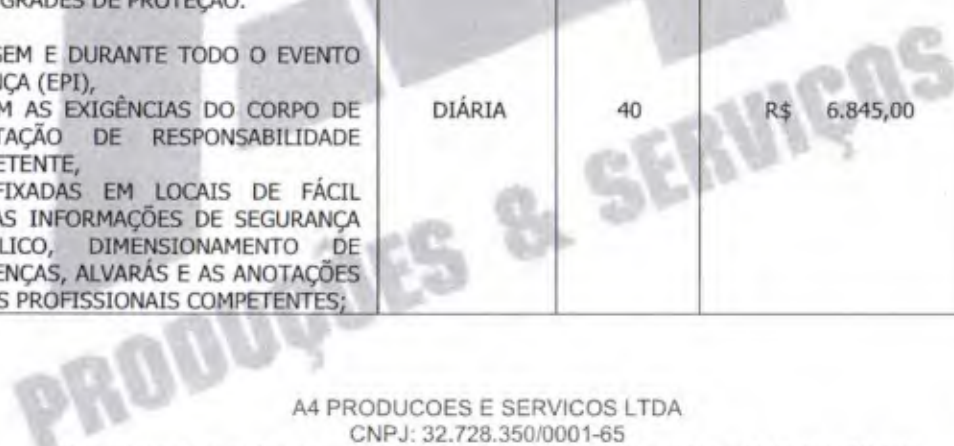 GRADES DE PROTEÇÃO.
SEM E DURANTE TODO O EVENTO
NÇA (EPI),
M AS EXIGÊNCIAS DO CORPO DE
TAÇÃO DE RESPONSABILIDADE
ETENTE,
FIXADAS EM LOCAIS DE FÁCIL
AS INFORMAÇÕES DE SEGURANÇA
LICO, DIMENSIONAMENTO DE
ENÇAS, ALVARÁS E AS ANOTAÇÕES
S PROFISSIONAIS COMPETENTES;
DIÁRIA
40
R$ 6.845,00
PRODUÇÕES & SERVIÇOS
A4 PRODUCOES E SERVICOS LTDA
CNPJ: 32.728.350/0001-65